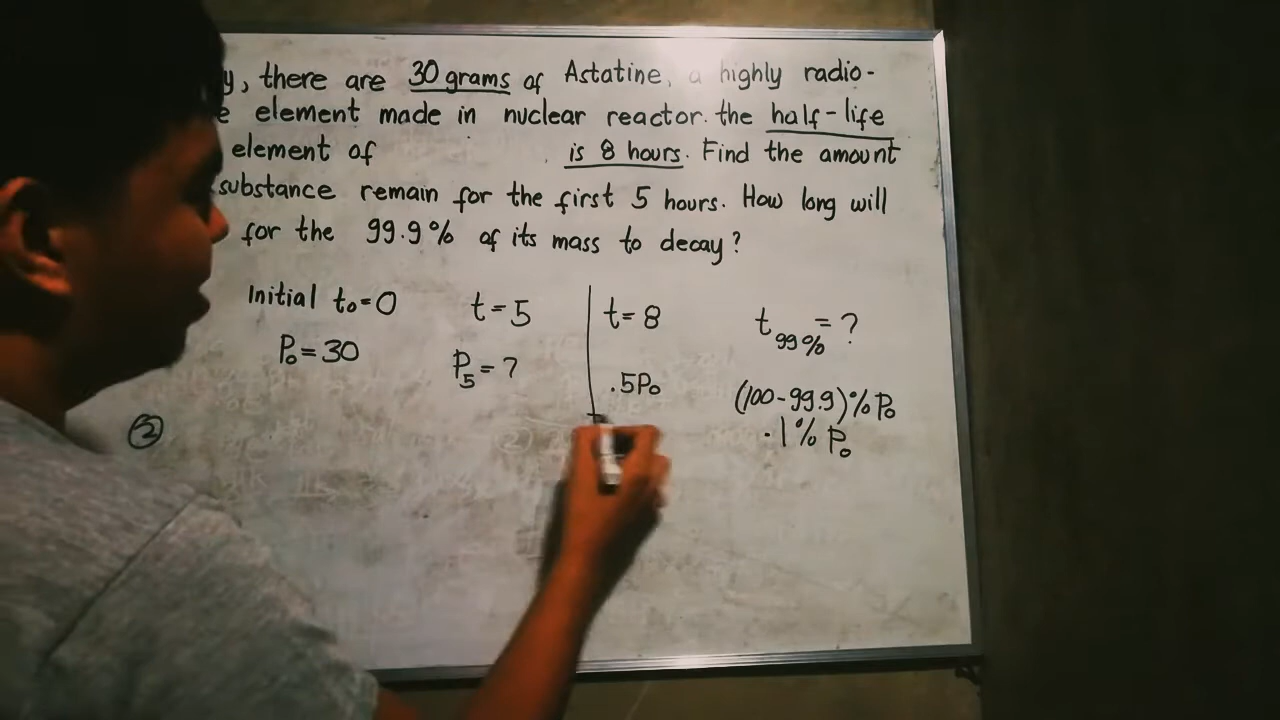 y, there are 30 grams of Astatine, a highly radio-
e element made in nuclear reactor. the half-life
element of is 8 hours. Find the amount
substance remain for the first 5 hours. How long will
for the 99.9% of its mass to decay?
Initial t₀=0 t=5 t=8 t99%=?
P₀=30 P₅=? .5P₀ (100-99.9)%P₀
.1% P₀
②